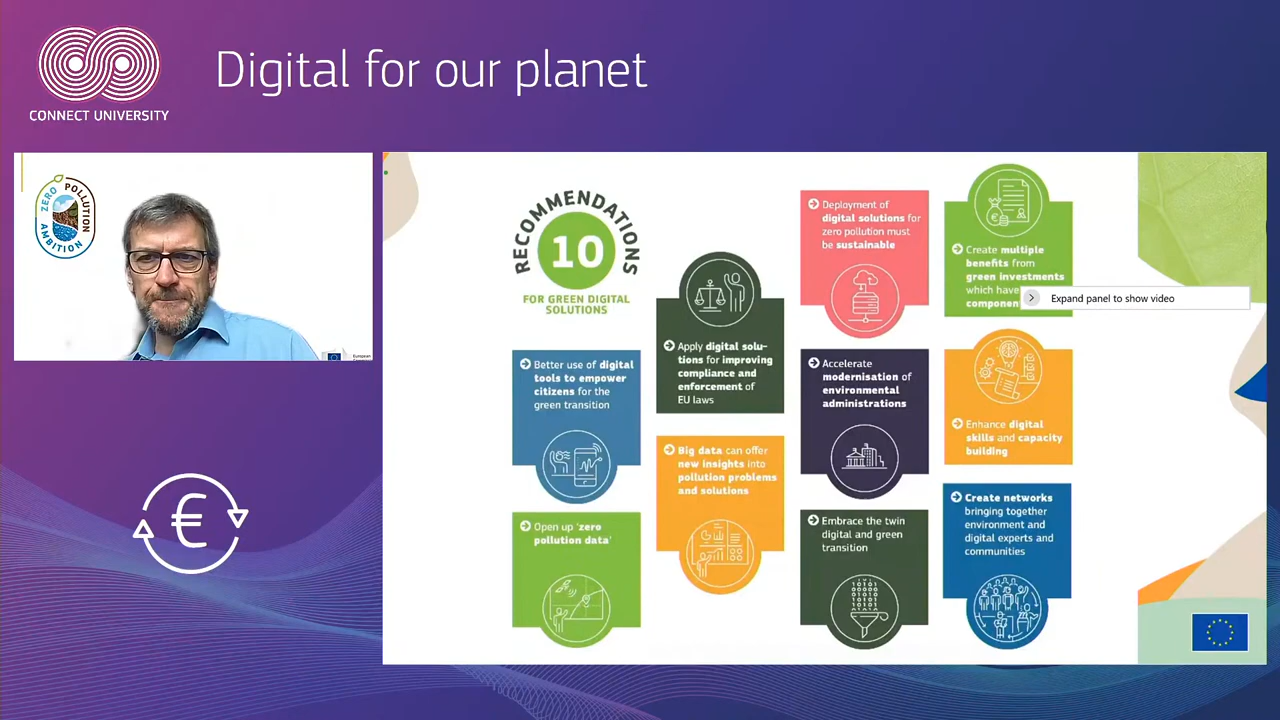 CONNECT UNIVERSITY
Digital for our planet
ZERO POLLUTION AMBITION
European
RECOMMENDATIONS
10
FOR GREEN DIGITAL
SOLUTIONS
Better use of digital
tools to empower
citizens for the
green transition
Open up 'zero
pollution data'
Apply digital solu-
tions for improving
compliance and
enforcement of
EU laws
Big data can offer
new insights into
pollution problems
and solutions
Deployment of
digital solutions for
zero pollution must
be sustainable
Accelerate
modernisation of
environmental
administrations
Embrace the twin
digital and green
transition
Create multiple
benefits from
green investments
which have
Expand panel to show video
Enhance digital
skills and capacity
building
Create networks
bringing together
environment and
digital experts and
communities